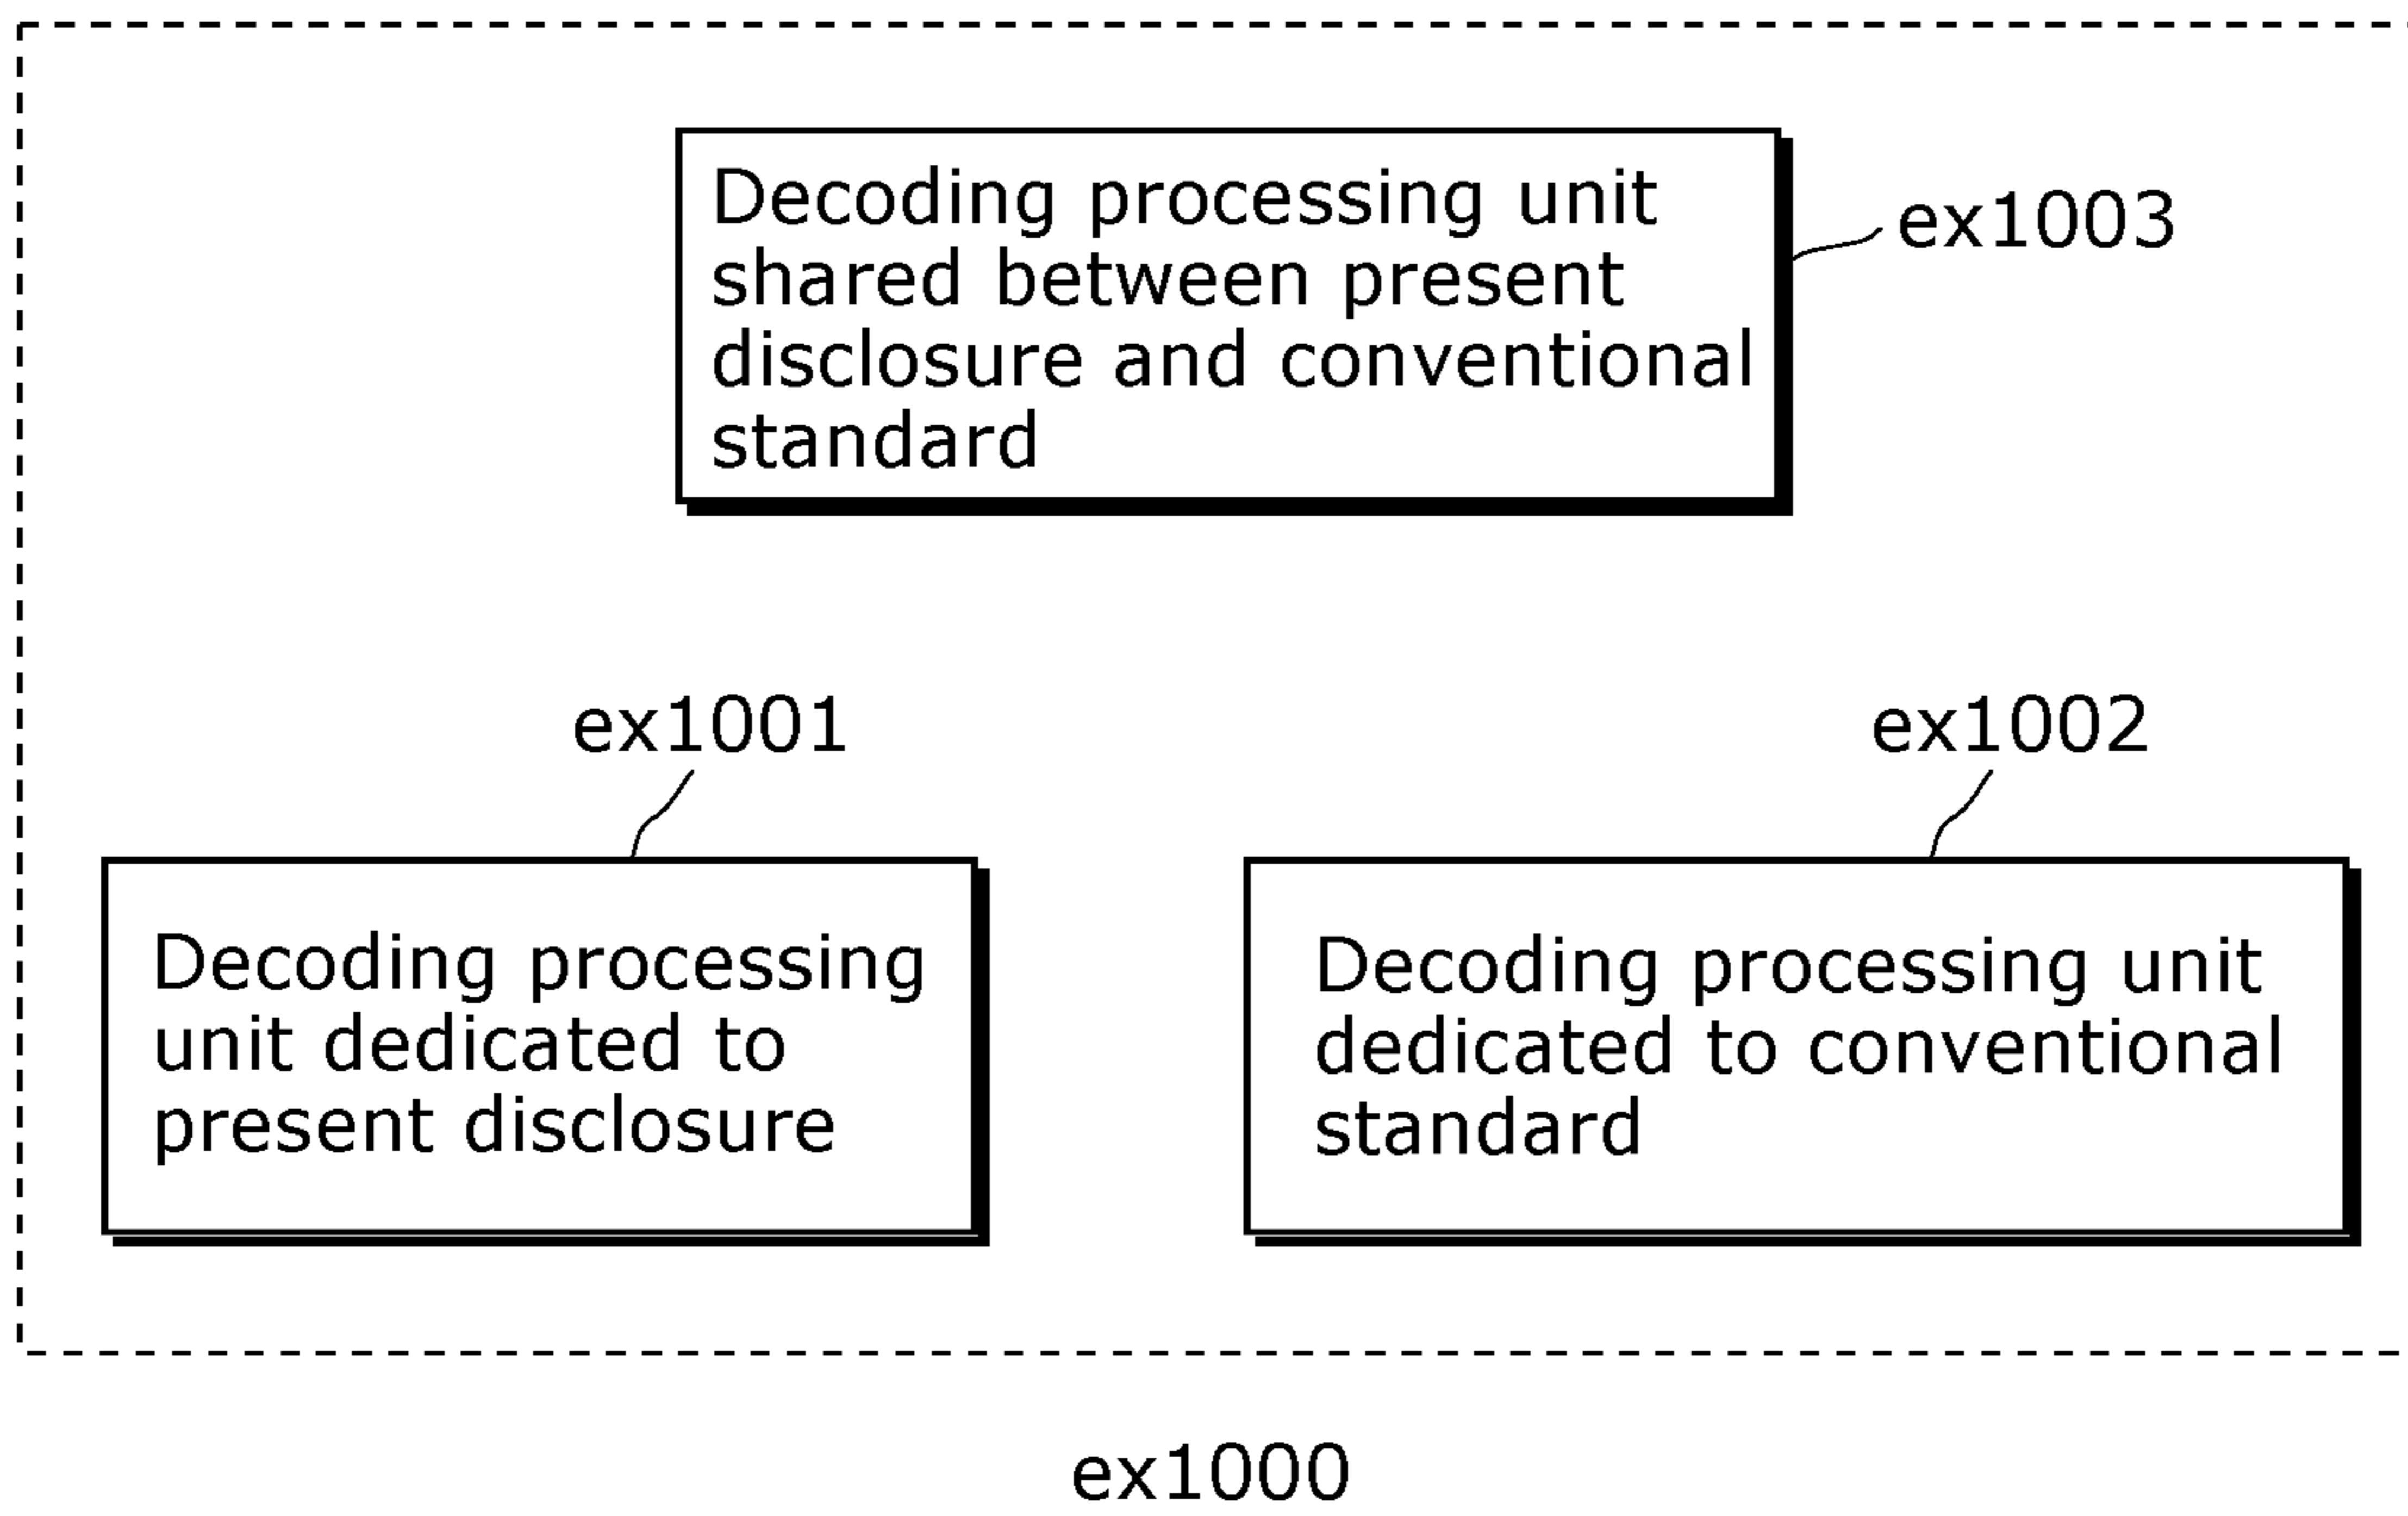 Decoding processing unit
shared between present
disclosure and conventional
standard
ex1003
ex1001
ex1002
Decoding processing
unit dedicated to
present disclosure
Decoding processing unit
dedicated to conventional
standard
ex1000